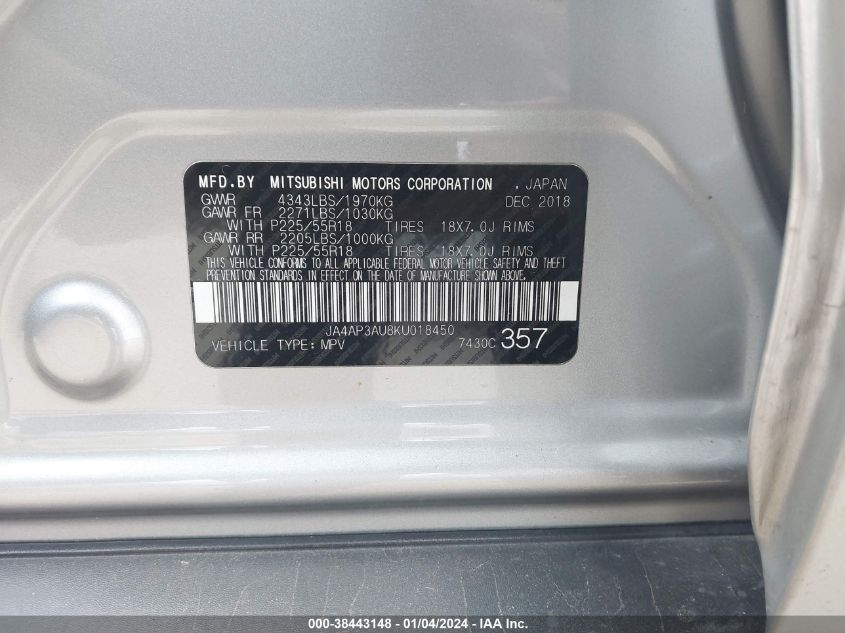 MFD.BY MITSUBISHI MOTORS CORPORATION , JAPAN
GVWR 4343LBS/1970KG DEC 2018
GAWR FR 2271LBS/1030KG
WITH P225/55R18 TIRES 18X7.0J RIMS
GAWR RR 2205LBS/1000KG
WITH P225/55R18 TIRES 18X7.0J RIMS
THIS VEHICLE CONFORMS TO ALL APPLICABLE FEDERAL MOTOR VEHICLE SAFETY AND THEFT
PREVENTION STANDARDS IN EFFECT ON THE DATE OF MANUFACTURE SHOWN ABOVE.
JA4AP3AU8KU018450
VEHICLE TYPE: MPV 7430C 357
000-38443148 - 01/04/2024 - IAA Inc.